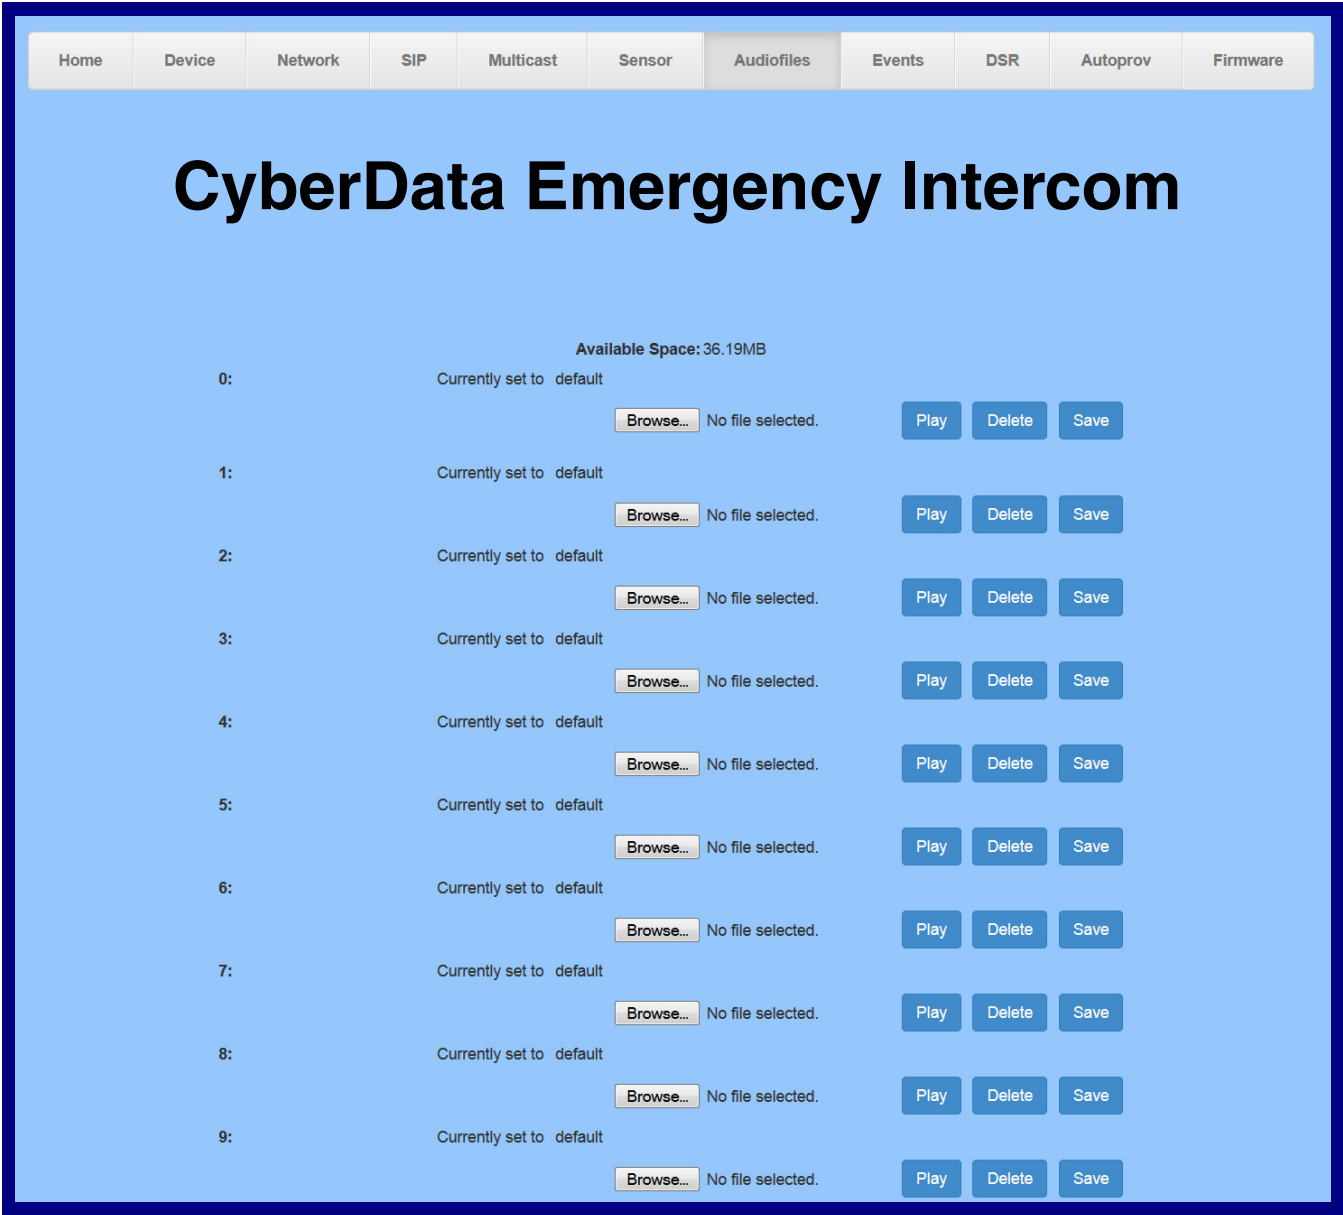 Home Device Network SIP Multicast Sensor Audiofiles Events DSR Autoprov Firmware
CyberData Emergency Intercom
Available Space: 36.19MB
0: Currently set to default
Browse... No file selected. Play Delete Save
1: Currently set to default
Browse... No file selected. Play Delete Save
2: Currently set to default
Browse... No file selected. Play Delete Save
3: Currently set to default
Browse... No file selected. Play Delete Save
4: Currently set to default
Browse... No file selected. Play Delete Save
5: Currently set to default
Browse... No file selected. Play Delete Save
6: Currently set to default
Browse... No file selected. Play Delete Save
7: Currently set to default
Browse... No file selected. Play Delete Save
8: Currently set to default
Browse... No file selected. Play Delete Save
9: Currently set to default
Browse... No file selected. Play Delete Save